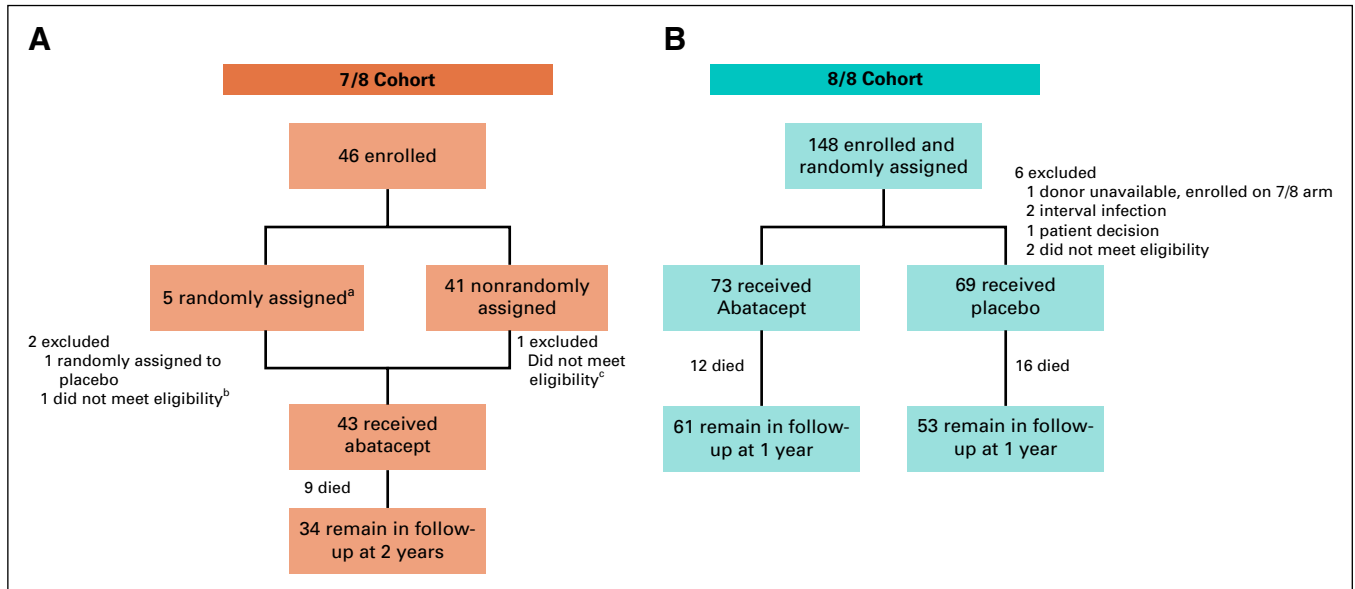 A
7/8 Cohort
46 enrolled
5 randomly assignedᵃ
41 nonrandomly
assigned
2 excluded
1 randomly assigned to
placebo
1 did not meet eligibilityᵇ
1 excluded
Did not meet
eligibilityᶜ
43 received
abatacept
9 died
34 remain in follow-
up at 2 years
B
8/8 Cohort
148 enrolled and
randomly assigned
6 excluded
1 donor unavailable, enrolled on 7/8 arm
2 interval infection
1 patient decision
2 did not meet eligibility
73 received
Abatacept
69 received
placebo
12 died
16 died
61 remain in follow-
up at 1 year
53 remain in follow-
up at 1 year